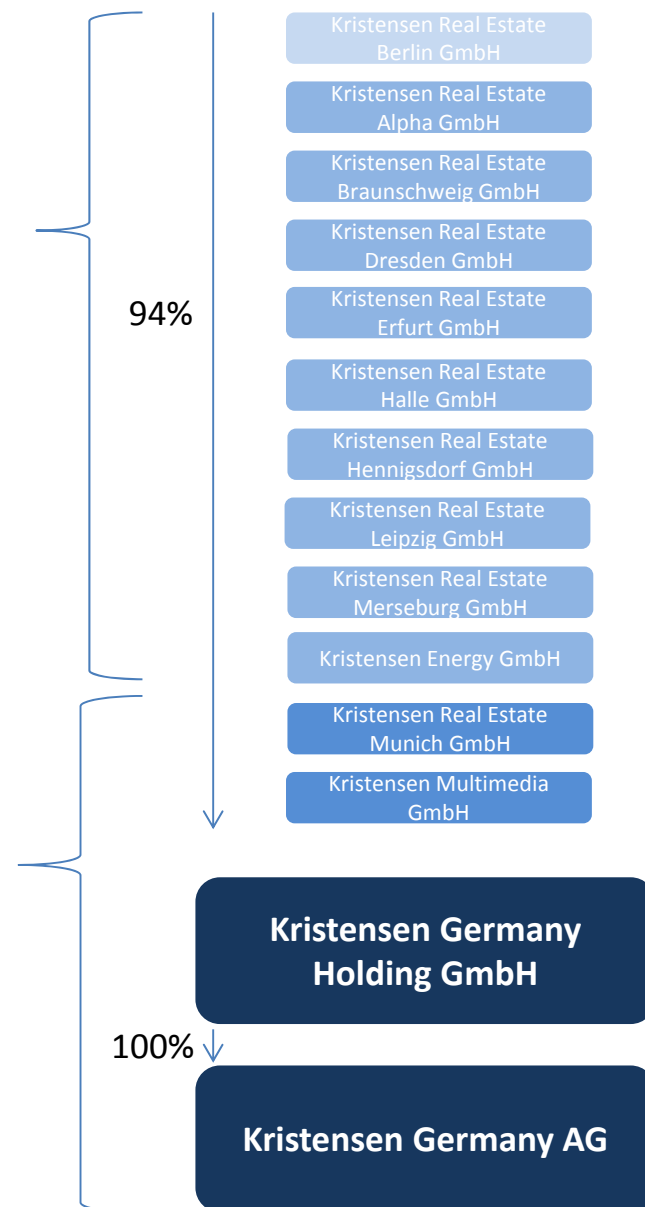 Kristensen Real Estate
Berlin GmbH
Kristensen Real Estate
Alpha GmbH
Kristensen Real Estate
Braunschweig GmbH
Kristensen Real Estate
Dresden GmbH
94%
Kristensen Real Estate
Erfurt GmbH
Kristensen Real Estate
Halle GmbH
Kristensen Real Estate
Hennigsdorf GmbH
Kristensen Real Estate
Leipzig GmbH
Kristensen Real Estate
Merseburg GmbH
Kristensen Energy GmbH
Kristensen Real Estate
Munich GmbH
Kristensen Multimedia
GmbH
Kristensen Germany
Holding GmbH
100%
Kristensen Germany AG